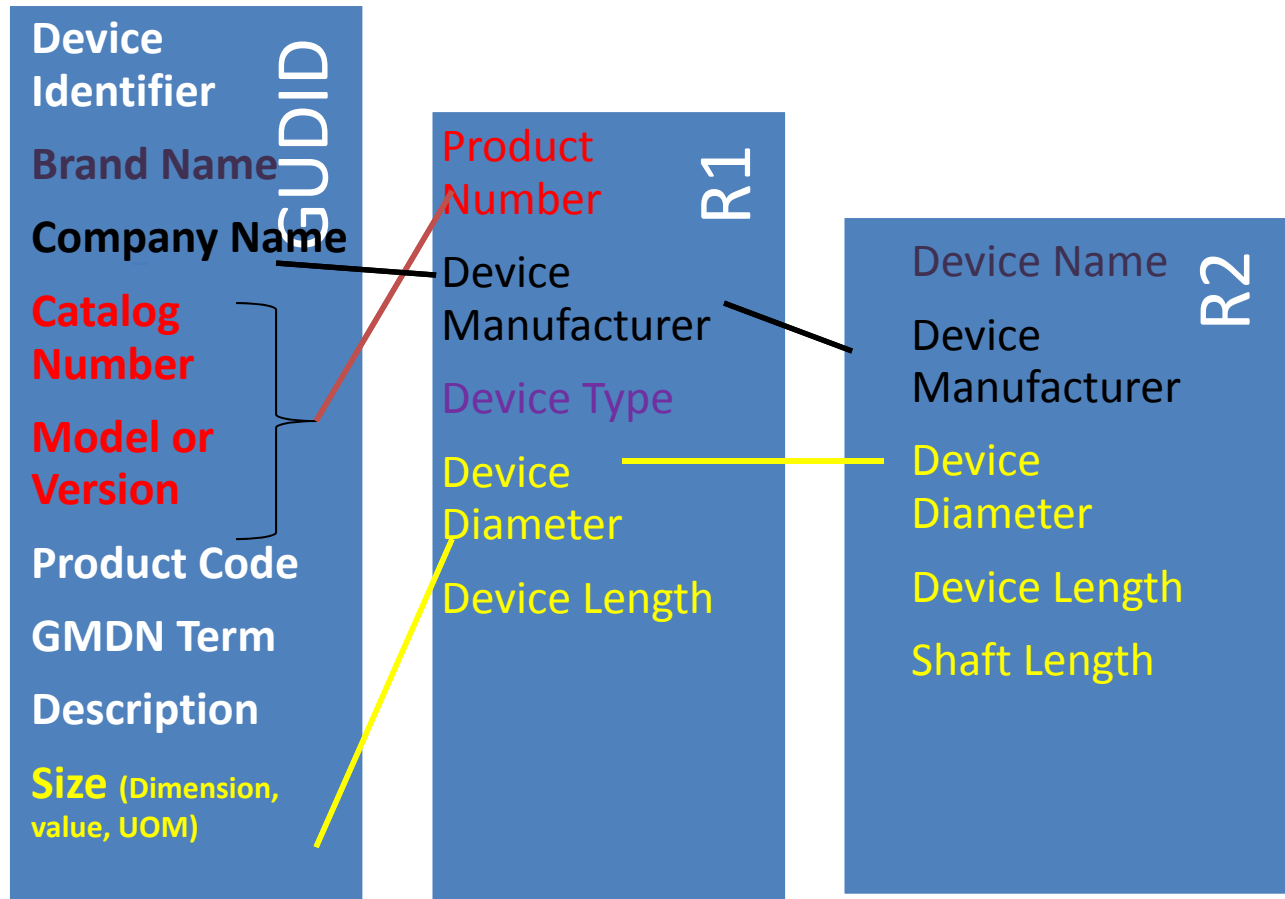 Device
Identifier
Brand Name
Company Name
Catalog
Number
Model or
Version
Product Code
GMDN Term
Description
Size (Dimension,
value, UOM)
GUDID
Product
Number
Device
Manufacturer
Device Type
Device
Diameter
Device Length
R1
Device Name
Device
Manufacturer
Device
Diameter
Device Length
Shaft Length
R2